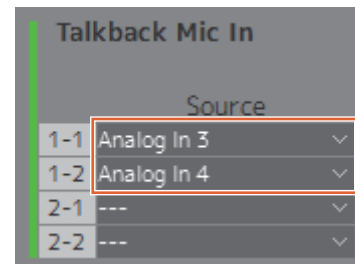 Talkback Mic In
Source
1-1 Analog In 3
1-2 Analog In 4
2-1 ---
2-2 ---